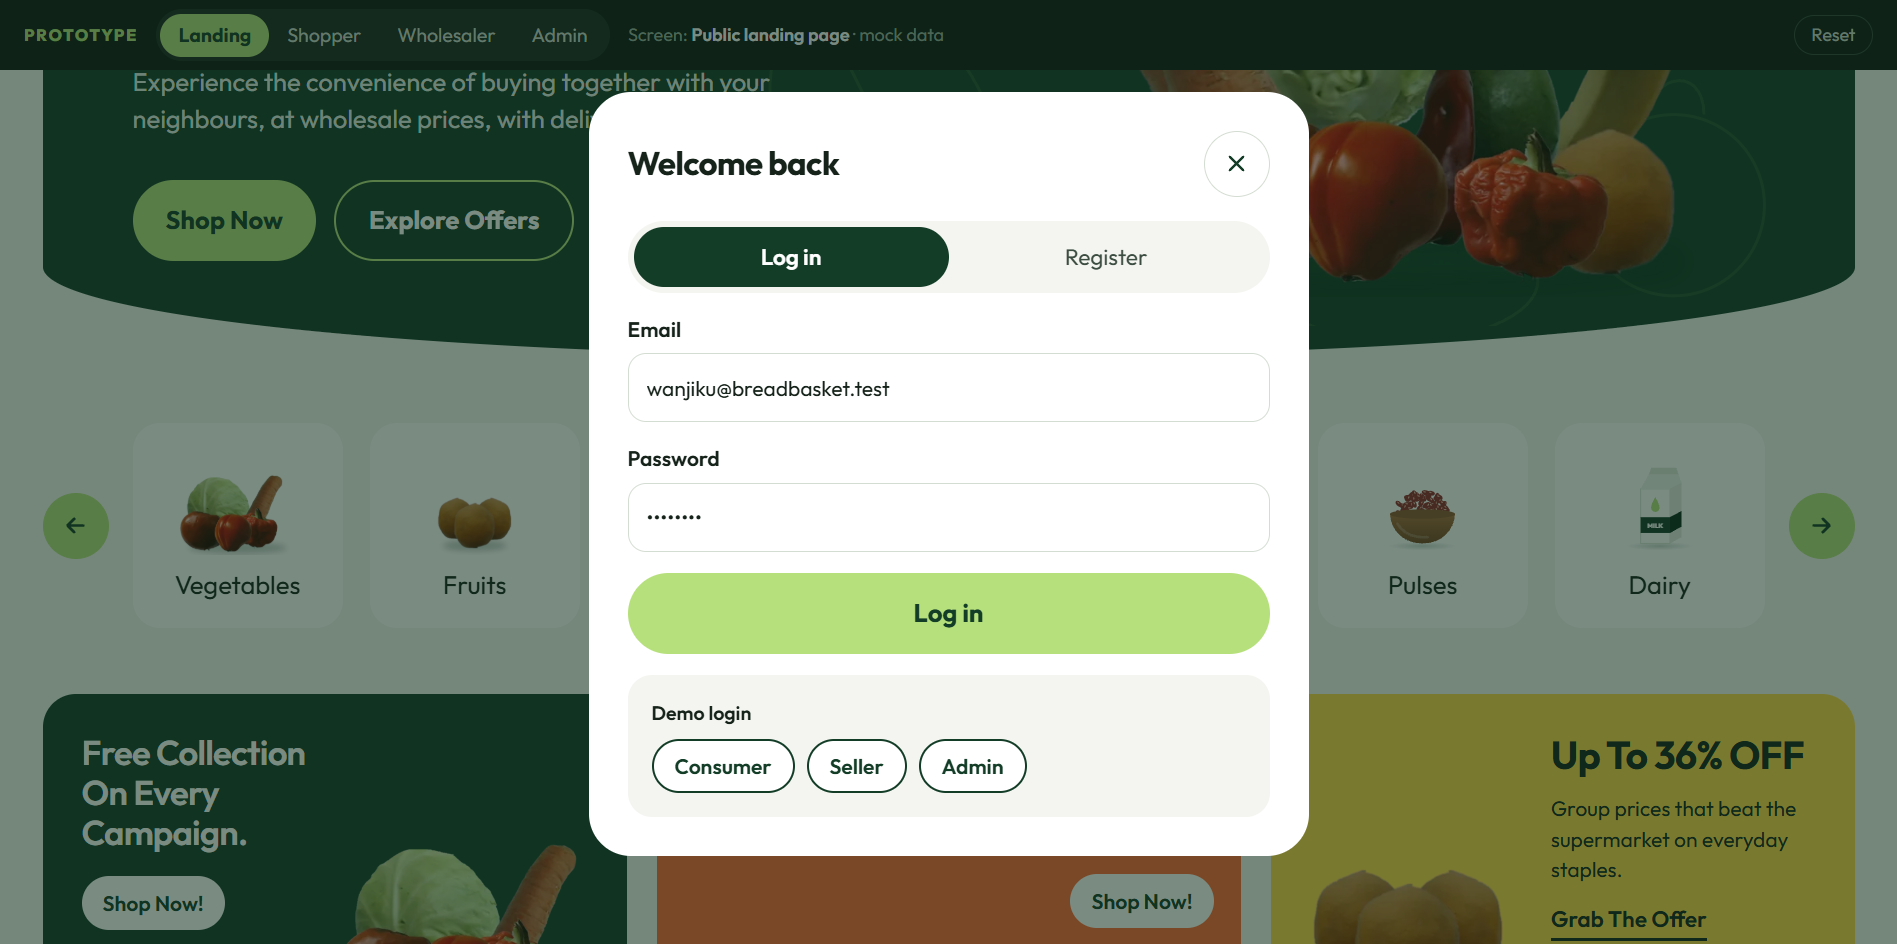 PROTOTYPE
Landing
Shopper
Wholesaler
Admin
Screen: Public landing page · mock data
Reset
Experience the convenience of buying together with your
neighbours, at wholesale prices, with
Shop Now
Explore Offers
Welcome back
Log in
Register
Email
wanjiku@breadbasket.test
Password
••••••••
Log in
Demo login
Consumer
Seller
Admin
Vegetables
Fruits
Pulses
MILK
Dairy
Free Collection
On Every
Campaign.
Shop Now!
Shop Now!
Up To 36% OFF
Group prices that beat the
supermarket on everyday
staples.
Grab The Offer